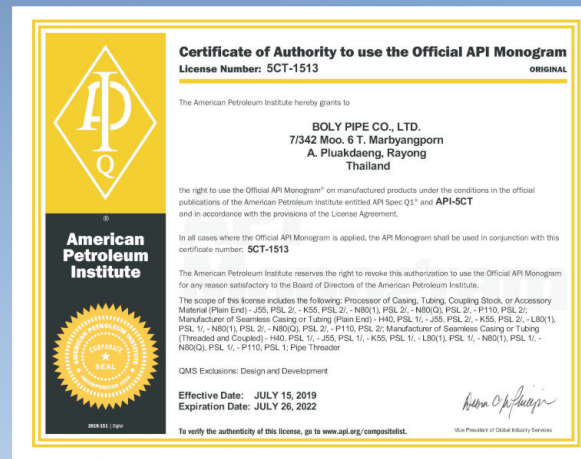 Certificate of Authority to use the Official API Monogram
License Number: 5CT-1513
ORIGINAL
The American Petroleum Institute hereby grants to
BOLY PIPE CO., LTD.
7/342 Moo. 6 T. Marbyangporn
A. Pluakdaeng, Rayong
Thailand
the right to use the Official API Monogram® on manufactured products under the conditions in the official
publications of the American Petroleum Institute entitled API Spec Q1® and API-5CT
and in accordance with the provisions of the License Agreement.
In all cases where the Official API Monogram is applied, the API Monogram shall be used in conjunction with this
certificate number: 5CT-1513
The American Petroleum Institute reserves the right to revoke this authorization to use the Official API Monogram
for any reason satisfactory to the Board of Directors of the American Petroleum Institute.
The scope of this license includes the following: Processor of Casing, Tubing, Coupling Stock, or Accessory
Material (Plain End) - J55, PSL 2/, - K55, PSL 2/, - N80(1), PSL 2/, - N80(Q), PSL 2/, - P110, PSL 2/;
Manufacturer of Seamless Casing or Tubing (Plain End) - H40, PSL 1/, - J55, PSL 2/, - K55, PSL 2/, - L80(1),
PSL 1/, - N80(1), PSL 2/, - N80(Q), PSL 2/, - P110, PSL 2/; Manufacturer of Seamless Casing or Tubing
(Threaded and Coupled) - H40, PSL 1/, - J55, PSL 1/, - K55, PSL 1/, - L80(1), PSL 1/, - N80(1), PSL 1/, -
N80(Q), PSL 1/, - P110, PSL 1; Pipe Threader
QMS Exclusions: Design and Development
Effective Date: JULY 15, 2019
Expiration Date: JULY 26, 2022
To verify the authenticity of this license, go to www.api.org/compositelist.
Vice President of Global Industry Services
API
Q
®
American
Petroleum
Institute
AMERICAN PETROLEUM INSTITUTE
CORPORATE
SEAL
INCORPORATED 1919
2018-151 | Digital